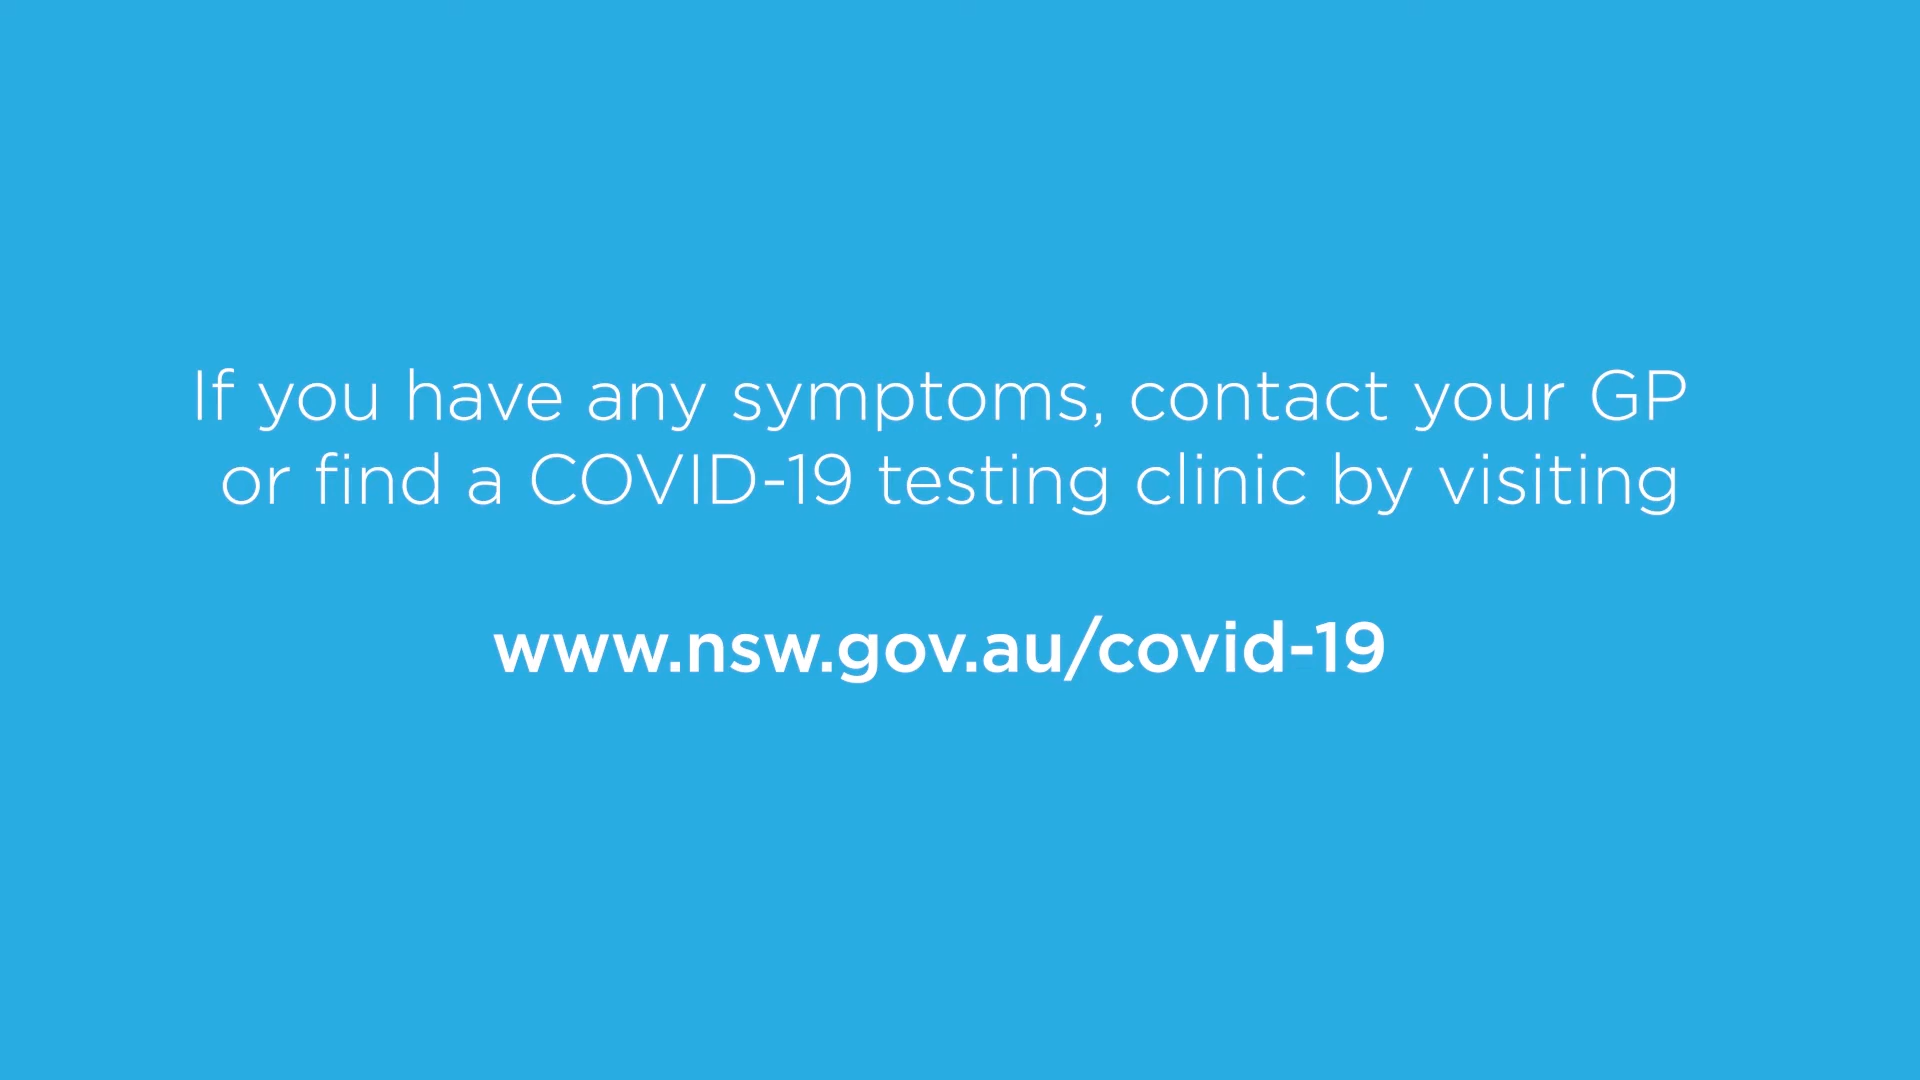 If you have any symptoms, contact your GP
or find a COVID-19 testing clinic by visiting
www.nsw.gov.au/covid-19